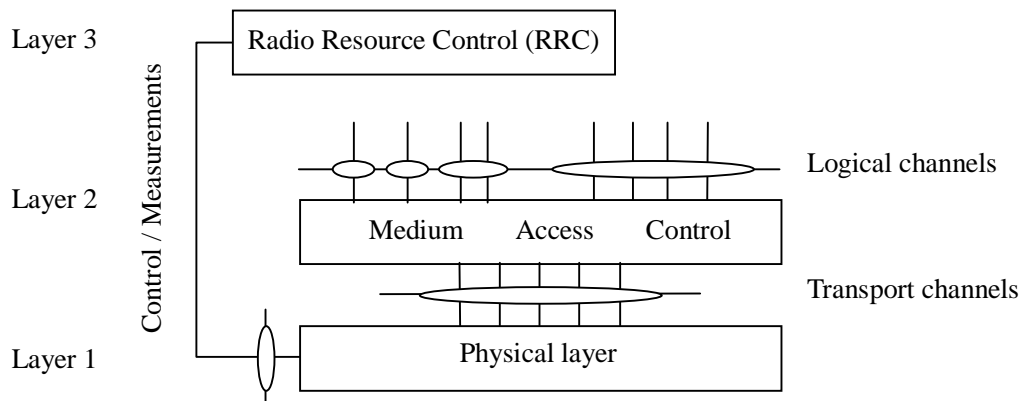 Layer 3
Radio Resource Control (RRC)
Control / Measurements
Logical channels
Layer 2
Medium Access Control
Transport channels
Layer 1
Physical layer